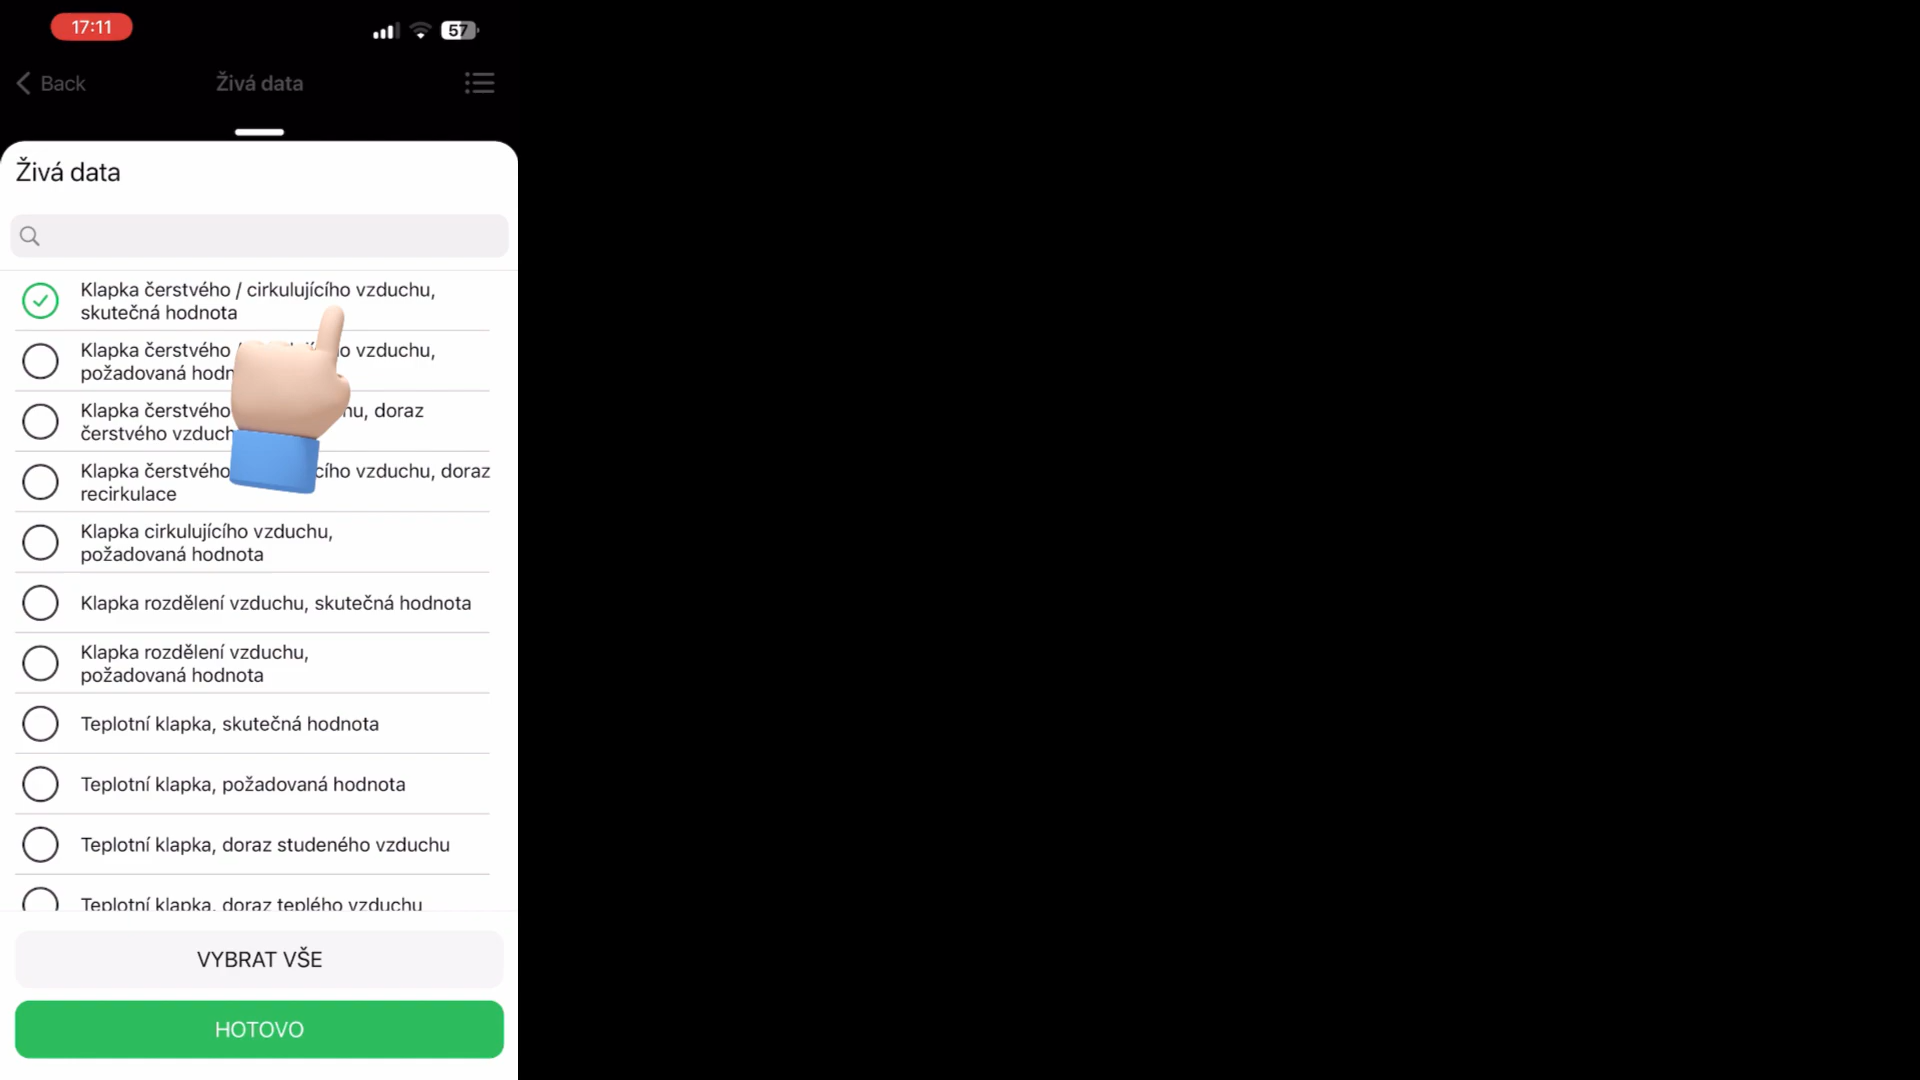 17:11
57
Back
Živá data
Živá data
Klapka čerstvého / cirkulujícího vzduchu,
skutečná hodnota
Klapka čerstvého vzduchu,
požadovaná
Klapka čerstvého doraz
čerstvého
Klapka čerstvého vzduchu, doraz
recirkulace
Klapka cirkulujícího vzduchu,
požadovaná hodnota
Klapka rozdělení vzduchu, skutečná hodnota
Klapka rozdělení vzduchu,
požadovaná hodnota
Teplotní klapka, skutečná hodnota
Teplotní klapka, požadovaná hodnota
Teplotní klapka, doraz studeného vzduchu
Teplotní klapka, doraz teplého vzduchu
VYBRAT VŠE
HOTOVO